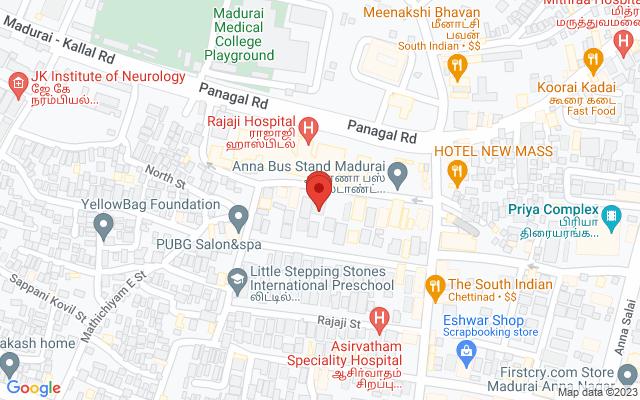 Madurai
Medical
College
Playground
Meenakshi Bhavan
மீனாட்சி
பவன்
South Indian • $$
Mithraa Hospita
மித்ர
மருத்துவமனை
Madurai - Kallal Rd
Panagal Rd
JK Institute of Neurology
ஜே.கே
நரம்பியல்...
Koorai Kadai
கூரை கடை
Fast Food
Rajaji Hospital
ராஜாஜி
ஹாஸ்பிடல்
Panagal Rd
HOTEL NEW MASS
Anna Bus Stand Madurai
ணா பஸ்
டாண்ட்...
North St
YellowBag Foundation
PUBG Salon&spa
Priya Complex
பிரியா
திரையரங்க...
Little Stepping Stones
International Preschool
லிட்டில்...
The South Indian
Chettinad • $$
Sappani Kovil St
Mathichiyam E St
Rajaji St
Eshwar Shop
Scrapbooking store
Anna Salai
Asirvatham
Speciality Hospital
ஆசிர்வாதம்
சிறப்பு...
akash home
Firstcry.com Store
Madurai Anna Nagar
Google
Map data ©2023